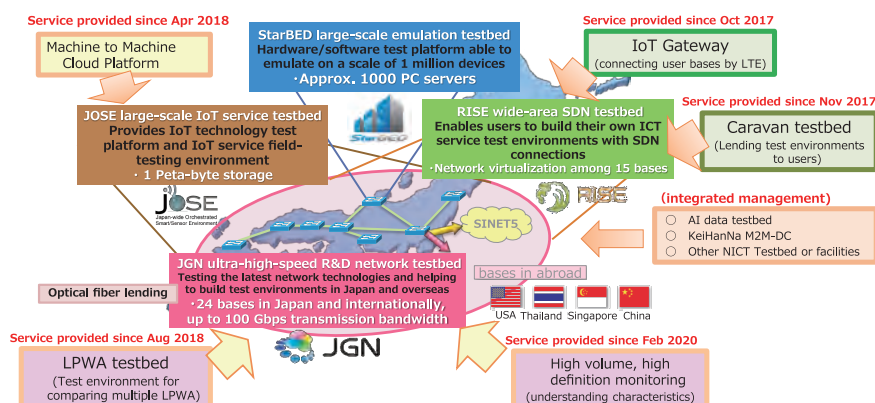 Service provided since Apr 2018
Machine to Machine
Cloud Platform
StarBED large-scale emulation testbed
Hardware/software test platform able to
emulate on a scale of 1 million devices
・Approx. 1000 PC servers
Service provided since Oct 2017
IoT Gateway
(connecting user bases by LTE)
JOSE large-scale IoT service testbed
Provides IoT technology test
platform and IoT service field-
testing environment
・1 Peta-byte storage
StarBED
RISE wide-area SDN testbed
Enables users to build their own ICT
service test environments with SDN
connections
・Network virtualization among 15 bases
Service provided since Nov 2017
Caravan testbed
(Lending test environments
to users)
JOSE
Japan-wide Orchestrated
Smart/Sensor Environment
RISE
SINET5
(integrated management)
○ AI data testbed
○ KeiHanNa M2M-DC
○ Other NICT Testbed or facilities
JGN ultra-high-speed R&D network testbed
Testing the latest network technologies and helping
to build test environments in Japan and overseas
・24 bases in Japan and internationally,
up to 100 Gbps transmission bandwidth
Optical fiber lending
bases in abroad
USA Thailand Singapore China
JGN
Service provided since Aug 2018
LPWA testbed
(Test environment for
comparing multiple LPWA)
Service provided since Feb 2020
High volume, high
definition monitoring
(understanding characteristics)